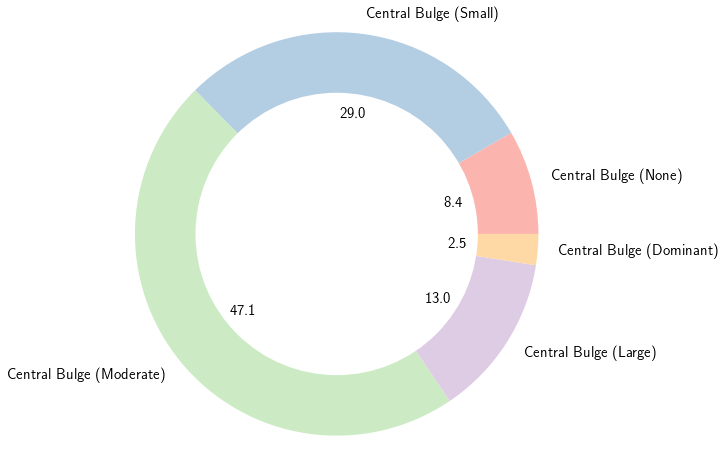 Central Bulge (Small)
29.0
Central Bulge (None)
8.4
2.5
Central Bulge (Dominant)
13.0
47.1
Central Bulge (Large)
Central Bulge (Moderate)